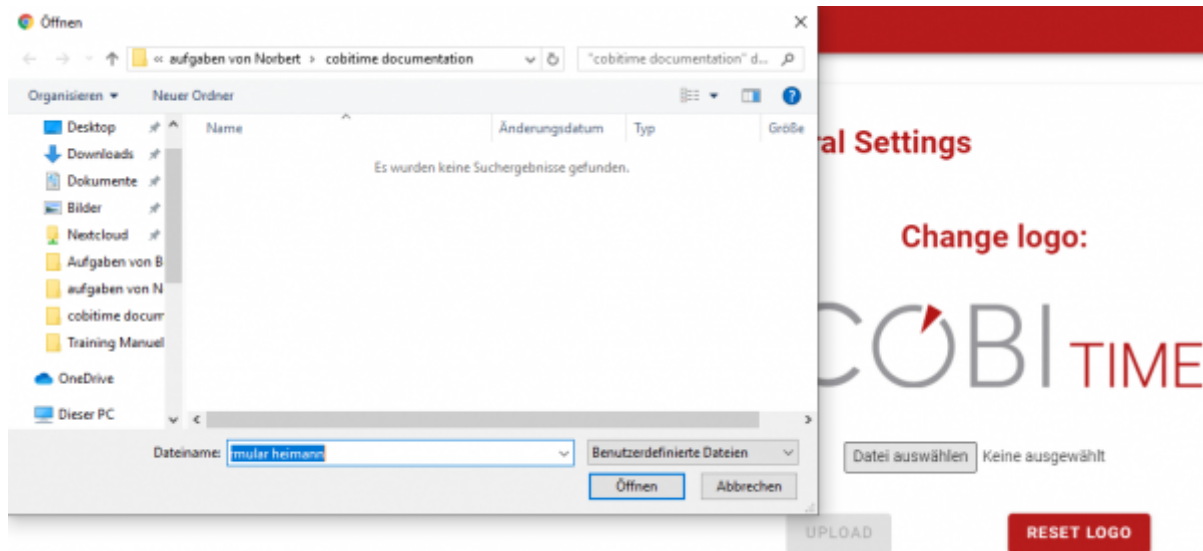 Öffnen
« aufgaben von Norbert › cobitime documentation
"cobitime documentation" d...
Organisieren
Neuer Ordner
Desktop
Downloads
Dokumente
Bilder
Nextcloud
Aufgaben von B
aufgaben von N
cobitime docum
Training Manuel
OneDrive
Dieser PC
Name
Änderungsdatum
Typ
Größe
Es wurden keine Suchergebnisse gefunden.
Dateiname:
rmular heimann
Benutzerdefinierte Dateien
Öffnen
Abbrechen
al Settings
Change logo:
COBI TIME
Datei auswählen
Keine ausgewählt
UPLOAD
RESET LOGO